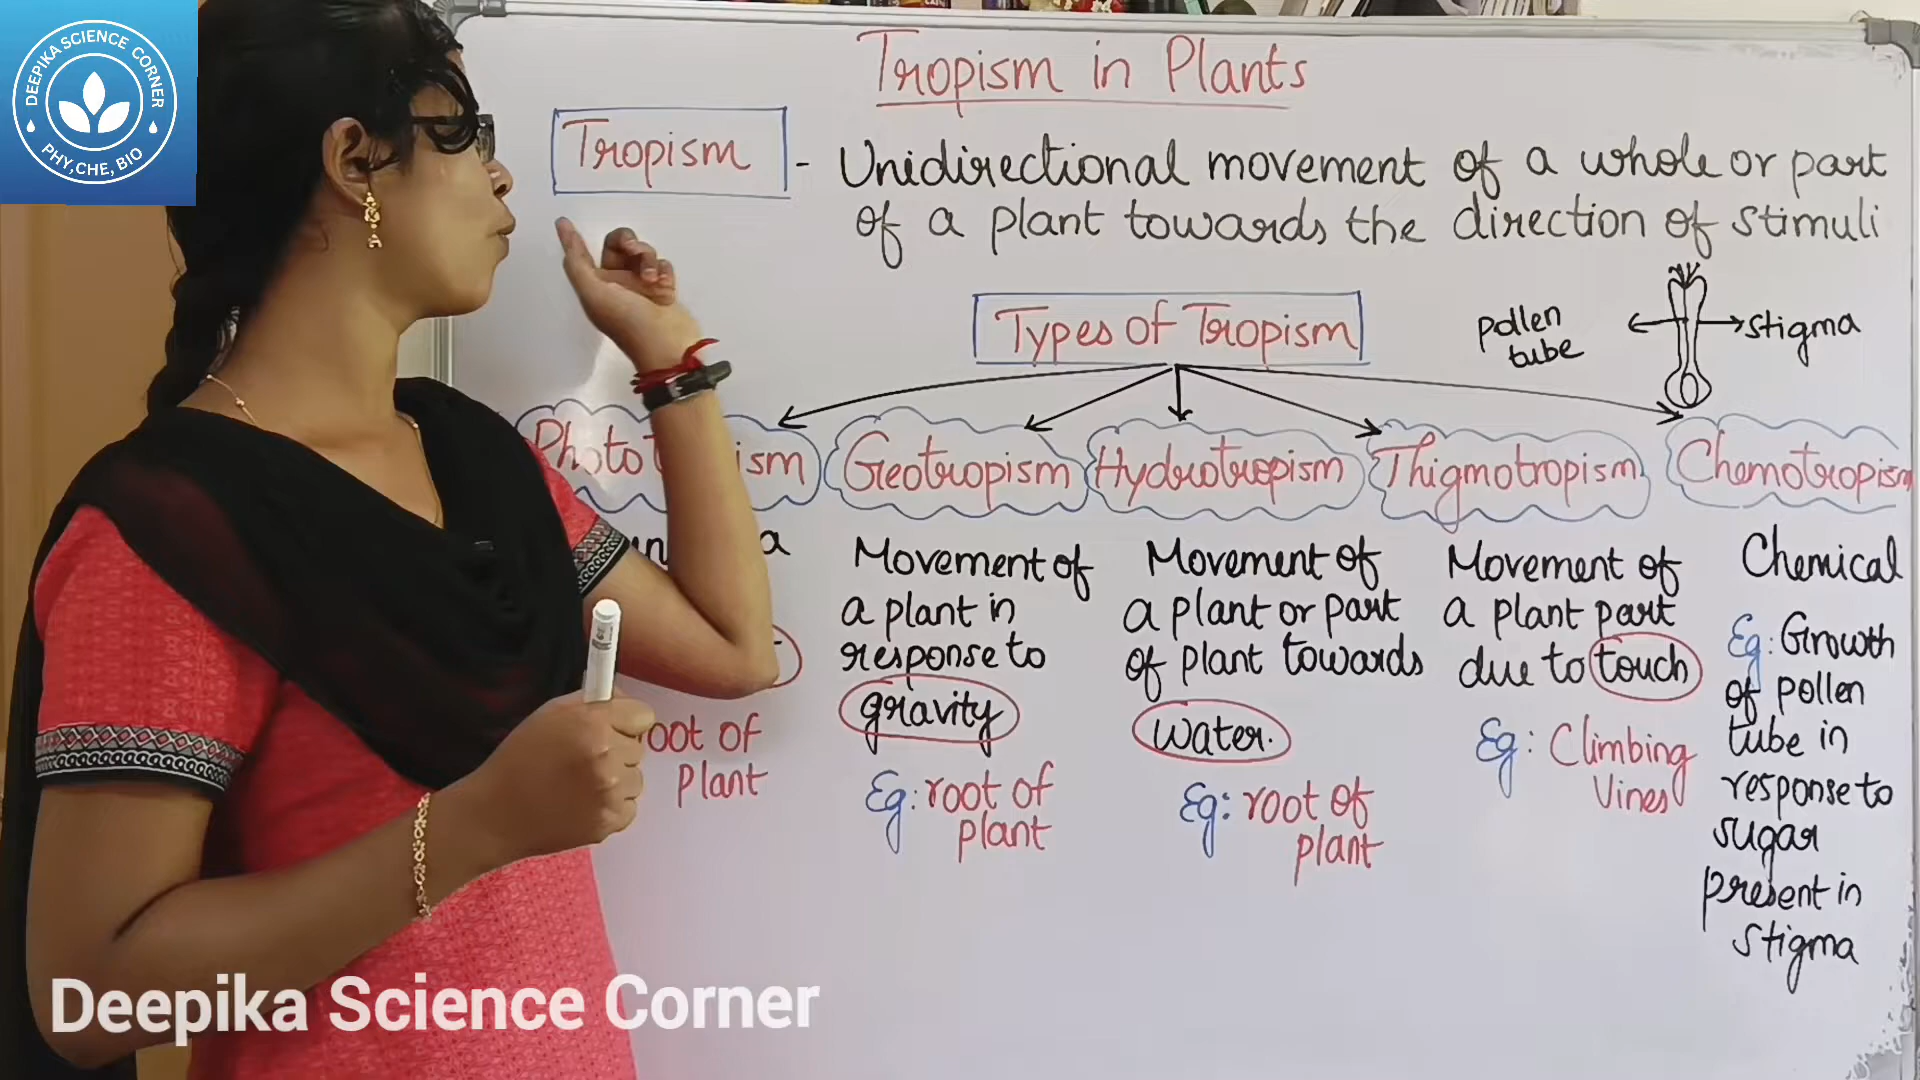 DEEPIKA SCIENCE CORNER
PHY,CHE, BIO
Tropism in Plants
Tropism - Unidirectional movement of a whole or part
of a plant towards the direction of stimuli
Types of Tropism
pollen
tube
stigma
Geotropism
Hydrotropism
Thigmotropism
Chemotropism
a
of
plant
Movement of
a plant in
response to
gravity
Eg: root of
plant
Movement of
a plant or part
of plant towards
water.
Eg: root of
plant
Movement of
a plant part
due to touch
Eg: Climbing
Vines
Chemical
Eg: Growth
of pollen
tube in
response to
sugar
present in
stigma
Deepika Science Corner